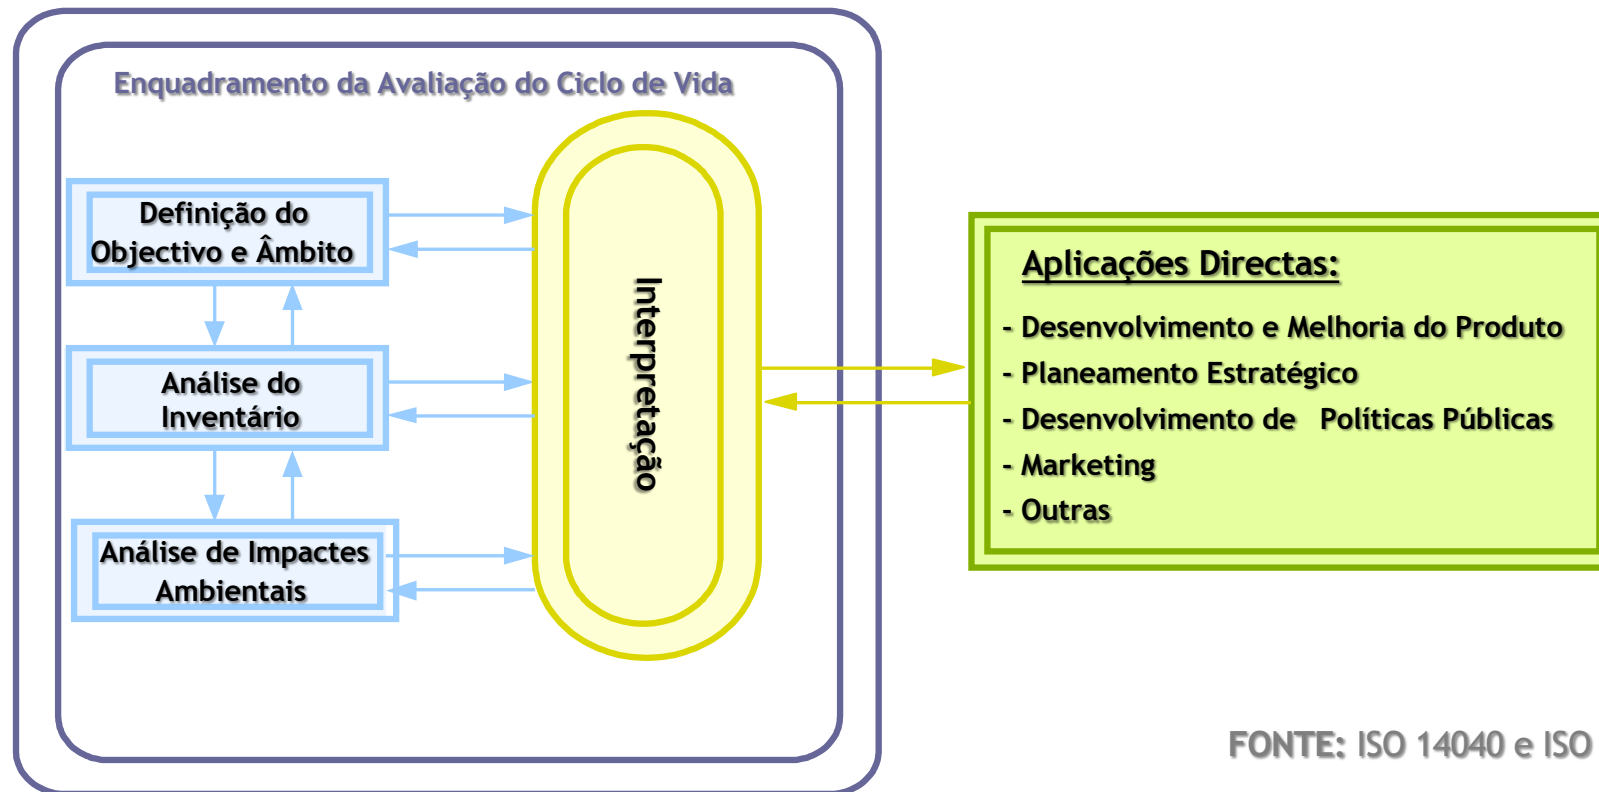 Enquadramento da Avaliação do Ciclo de Vida
Definição do
Objectivo e Âmbito
Análise do
Inventário
Análise de Impactes
Ambientais
Interpretação
Aplicações Directas:
- Desenvolvimento e Melhoria do Produto
- Planeamento Estratégico
- Desenvolvimento de Políticas Públicas
- Marketing
- Outras
FONTE: ISO 14040 e ISO